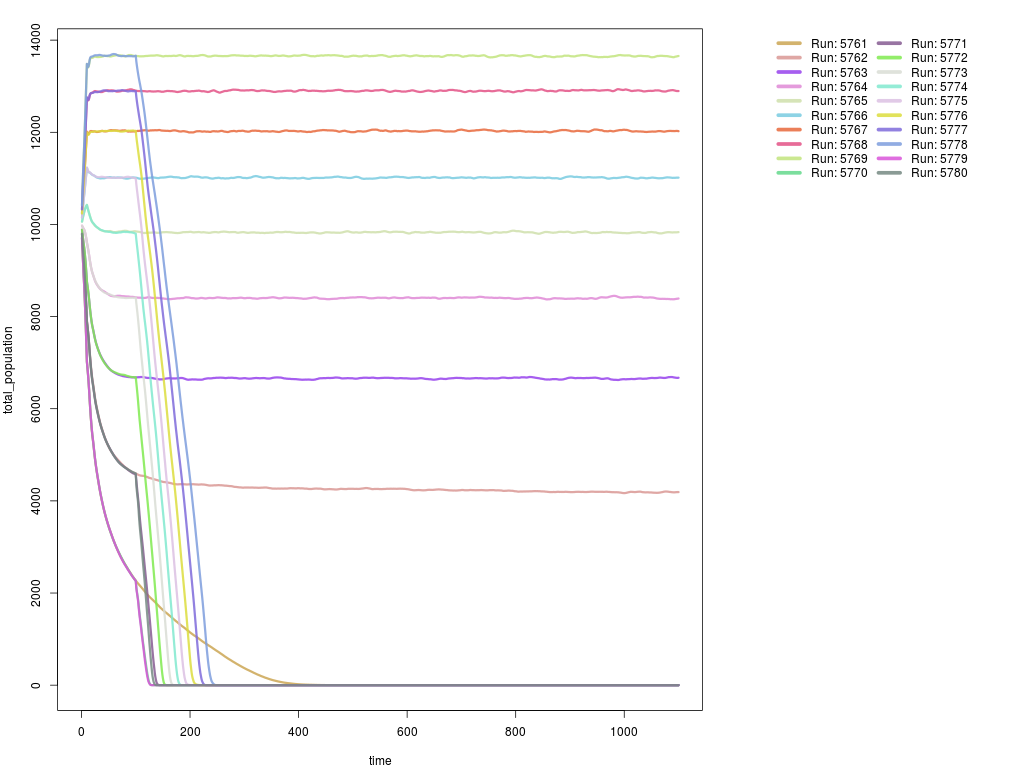 14000
12000
10000
8000
6000
4000
2000
0
total_population
0 200 400 600 800 1000
time
Run: 5761 Run: 5771
Run: 5762 Run: 5772
Run: 5763 Run: 5773
Run: 5764 Run: 5774
Run: 5765 Run: 5775
Run: 5766 Run: 5776
Run: 5767 Run: 5777
Run: 5768 Run: 5778
Run: 5769 Run: 5779
Run: 5770 Run: 5780